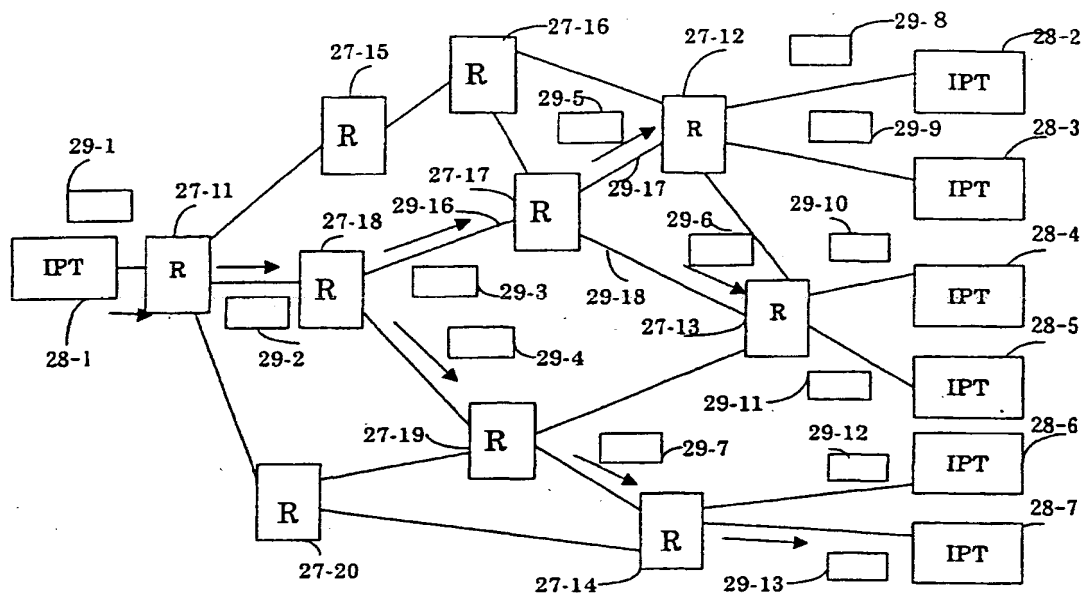 27-16
29-8
27-12
28-2
27-15
R
IPT
29-5
R
R
29-9
28-3
29-1
27-17
IPT
27-11
29-16
R
29-17
29-6
29-10
27-18
28-4
IPT
R
R
29-3
29-18
IPT
27-13
R
28-5
28-1
29-2
29-4
29-11
IPT
27-19
R
29-7
29-12
28-6
IPT
28-7
R
R
IPT
27-20
27-14
29-13